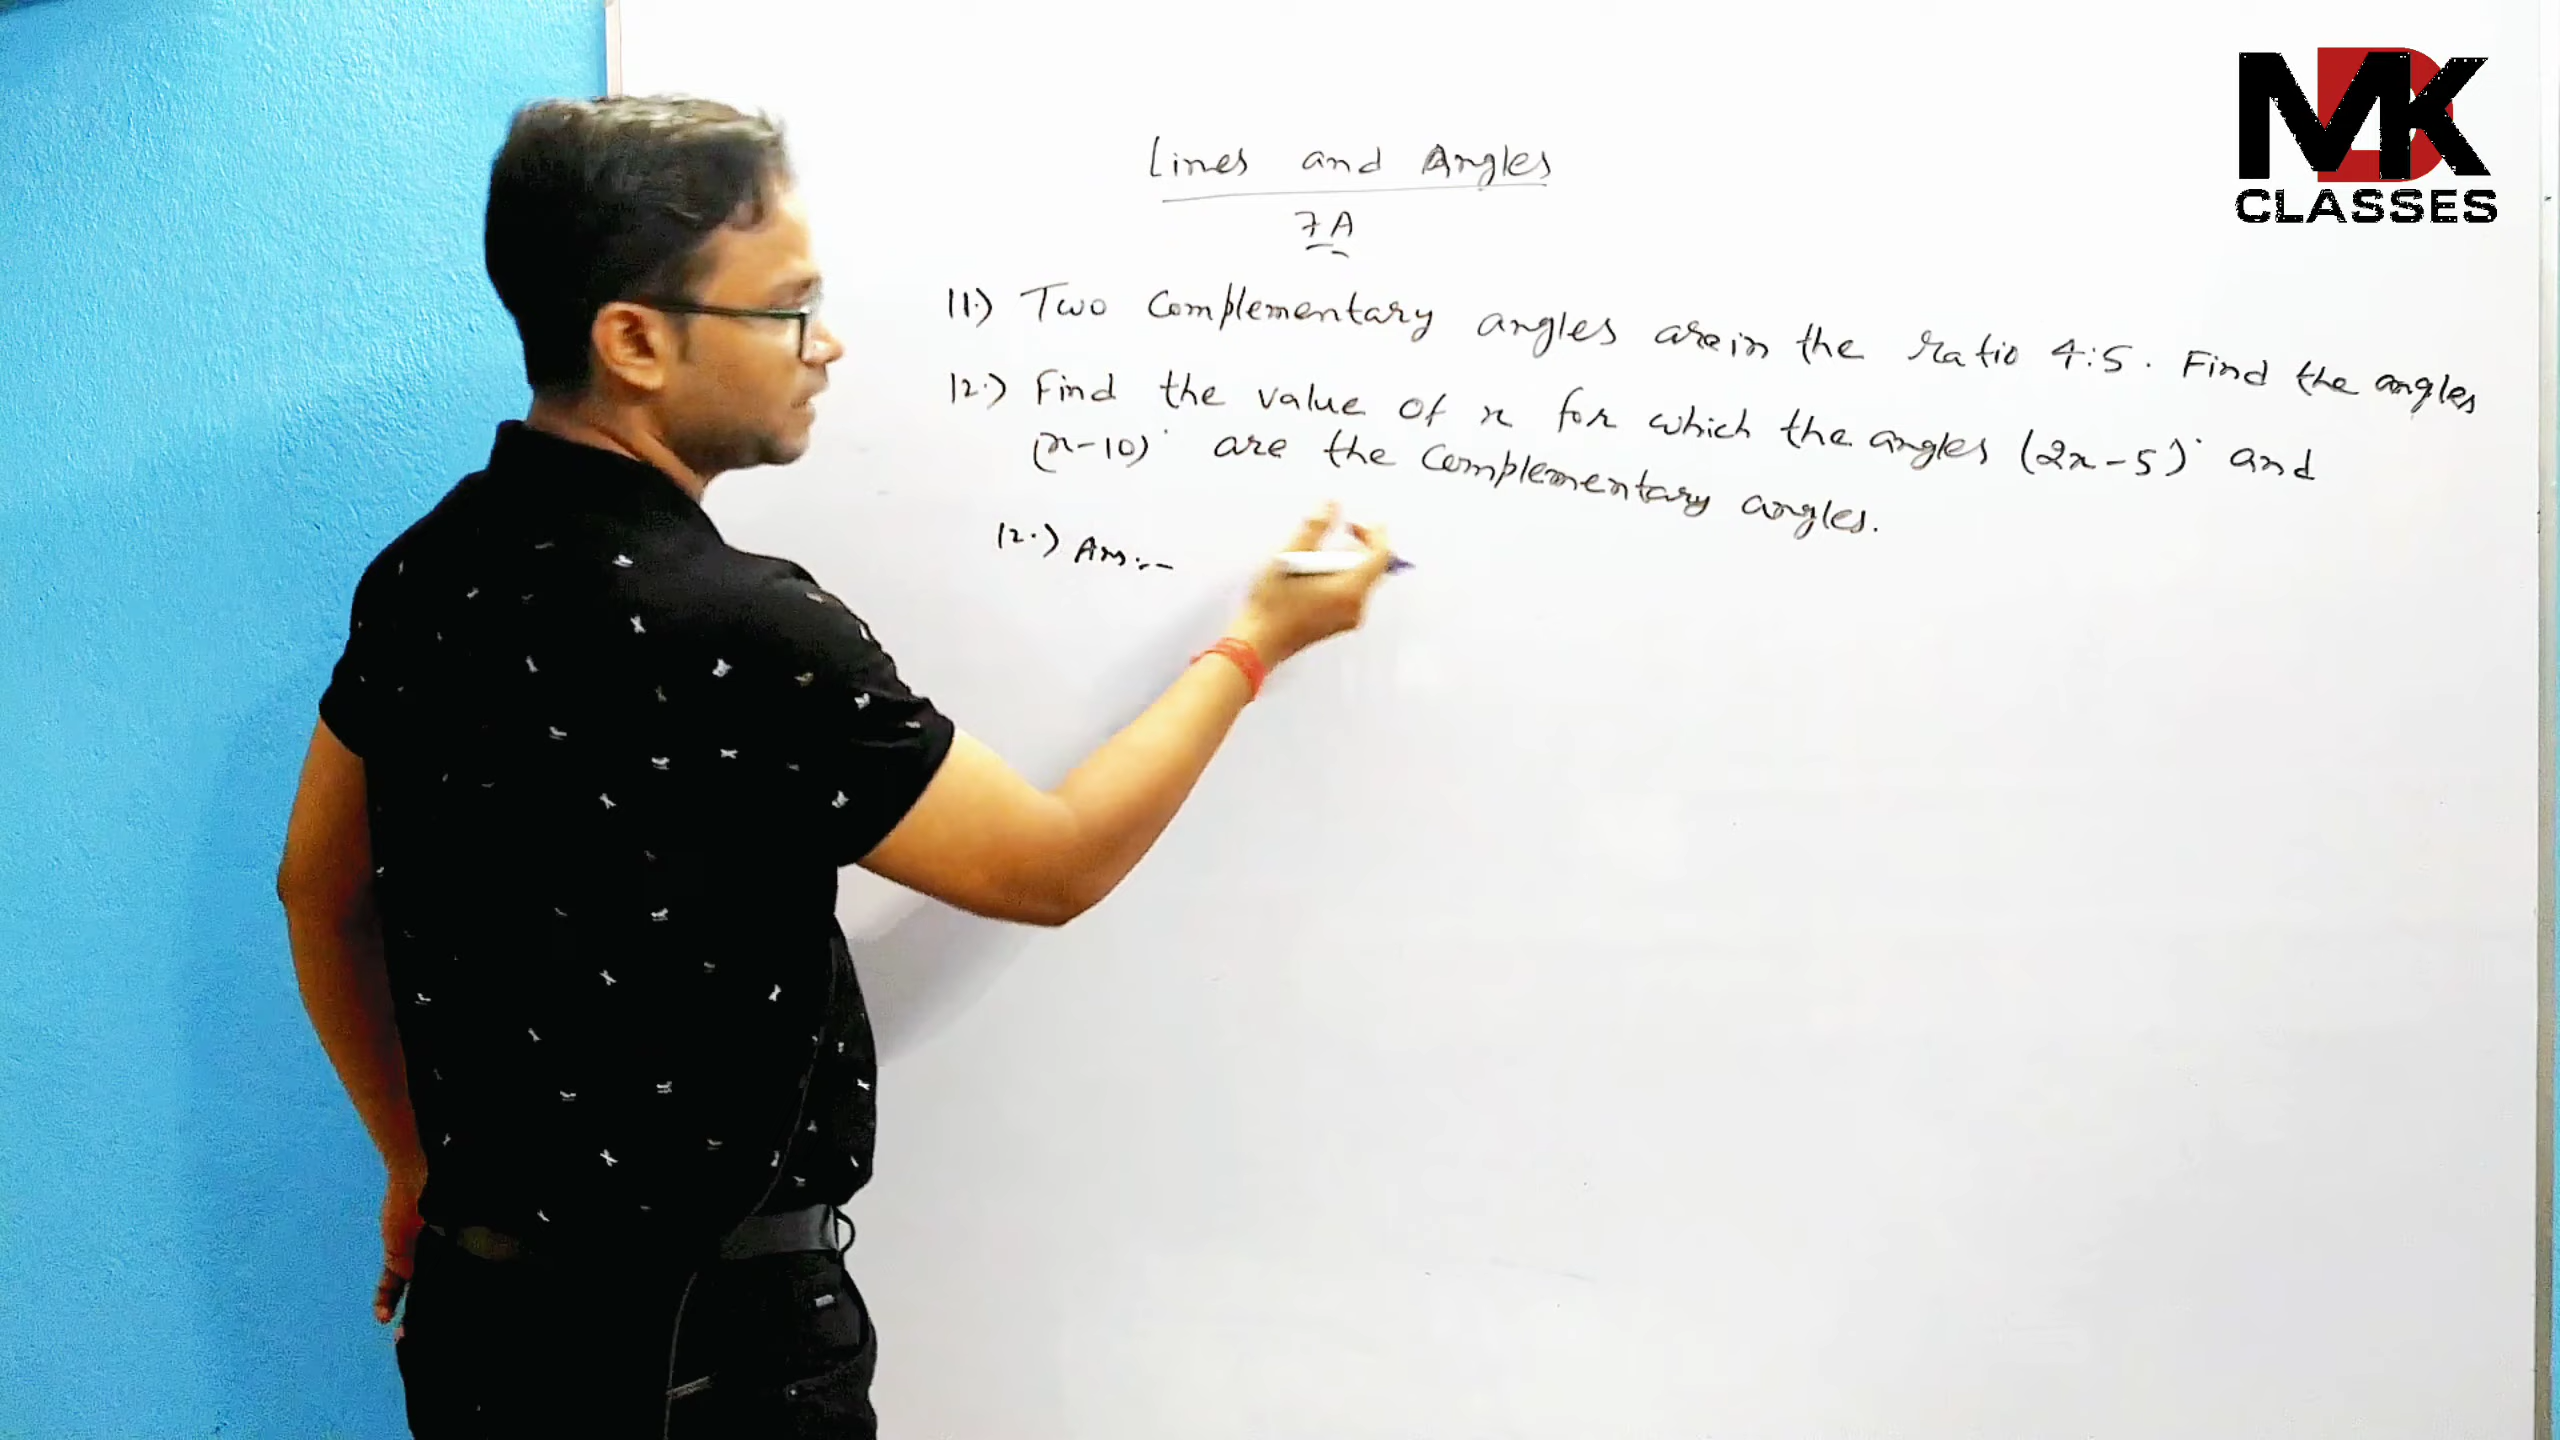 MBK
CLASSES
Lines and Angles
7A
11.) Two Complementary angles are in the ratio 4:5. Find the angles
12.) Find the value of x for which the angles (2x-5)° and
(x-10)° are the Complementary angles.
12.) Ans:-